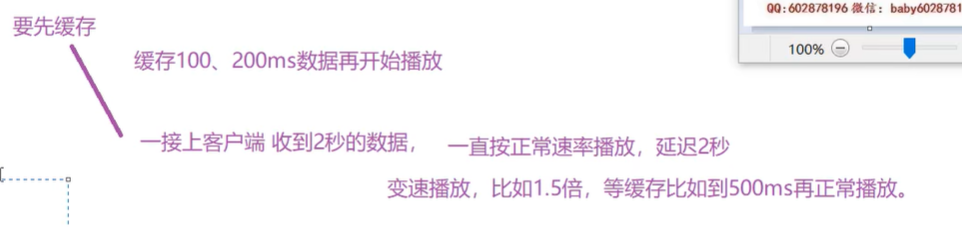 要先缓存
QQ:602878196 微信: baby6028781
100%
缓存100、200ms数据再开始播放
一接上客户端 收到2秒的数据，
一直按正常速率播放，延迟2秒
变速播放，比如1.5倍，等缓存比如到500ms再正常播放。